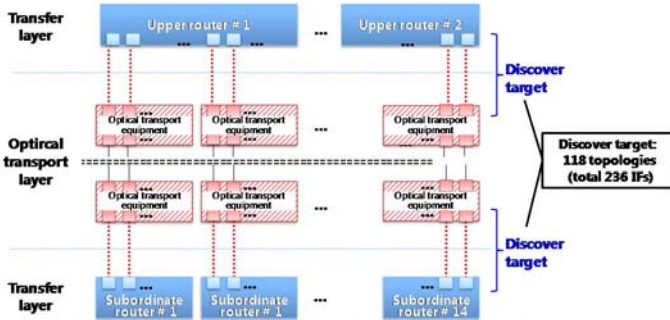 Transfer layer
Upper router # 1
...
Upper router # 2
... ... ...
Discover target
... ... ...
Optical transport equipment
Optical transport equipment
...
Optical transport equipment
... ... ...
Optircal transport layer
Discover target:
118 topologies
(total 236 IFs)
... ... ...
Optical transport equipment
Optical transport equipment
...
Optical transport equipment
... ... ...
Discover target
... ... ...
Transfer layer
Subordinate router # 1
Subordinate router # 1
...
Subordinate router # 14